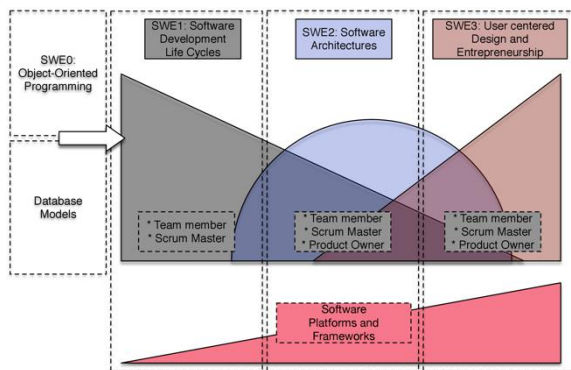 SWE0:
Object-Oriented
Programming
Database
Models
SWE1: Software
Development
Life Cycles
SWE2: Software
Architectures
SWE3: User centered
Design and
Entrepreneurship
* Team member
* Scrum Master
* Team member
* Scrum Master
* Product Owner
* Team member
* Scrum Master
* Product Owner
Software
Platforms and
Frameworks